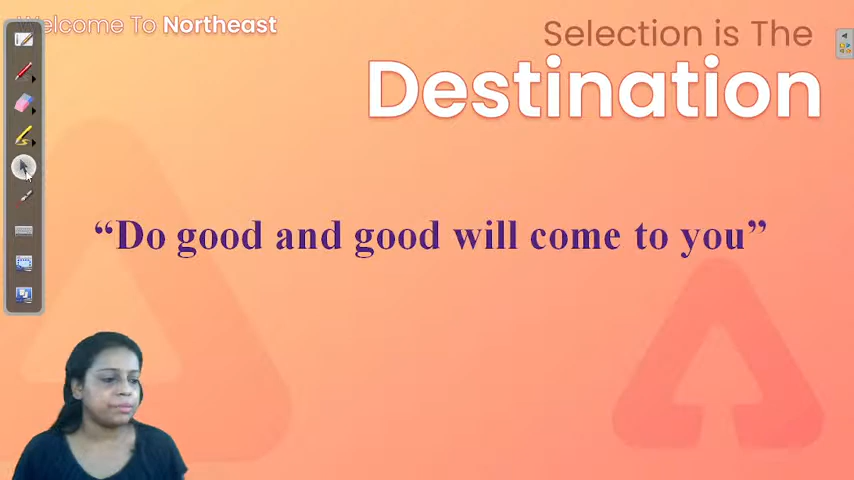 Welcome To Northeast
Selection is The
Destination
“Do good and good will come to you”